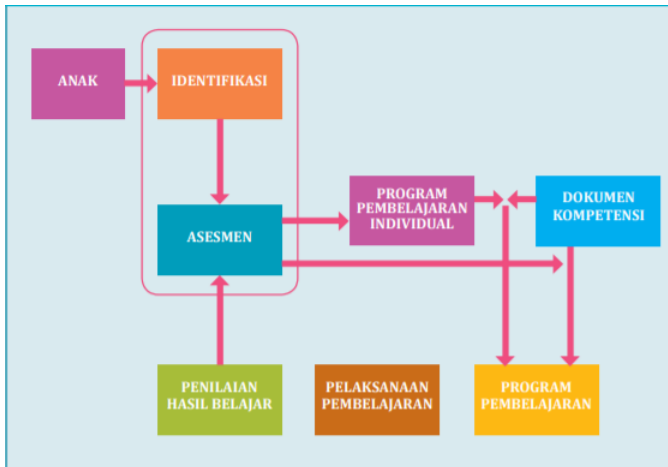 ANAK
IDENTIFIKASI
ASESMEN
PROGRAM
PEMBELAJARAN
INDIVIDUAL
DOKUMEN
KOMPETENSI
PENILAIAN
HASIL BELAJAR
PELAKSANAAN
PEMBELAJARAN
PROGRAM
PEMBELAJARAN